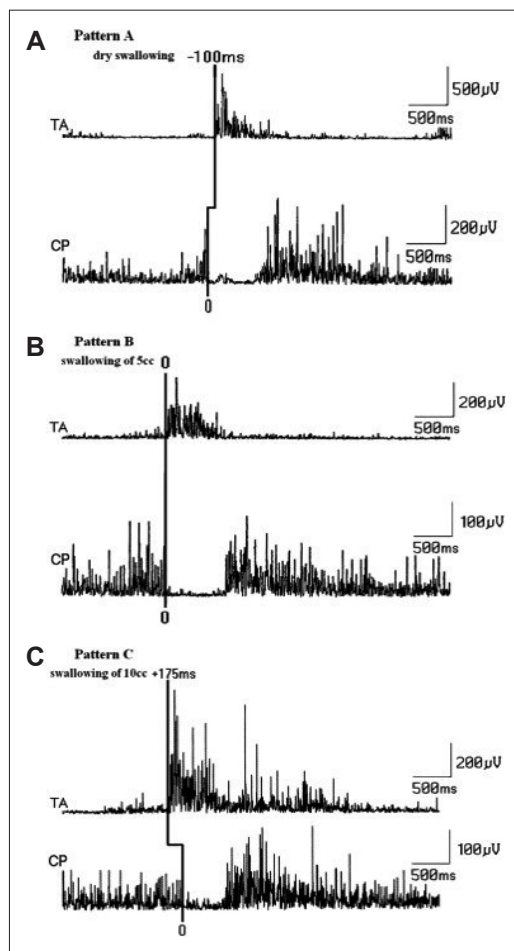 A Pattern A
dry swallowing -100ms
500μV
500ms
TA
200μV
500ms
CP
0
B Pattern B
swallowing of 5cc 0
200μV
500ms
TA
100μV
500ms
CP
0
C Pattern C
swallowing of 10cc +175ms
200μV
500ms
TA
100μV
500ms
CP
0